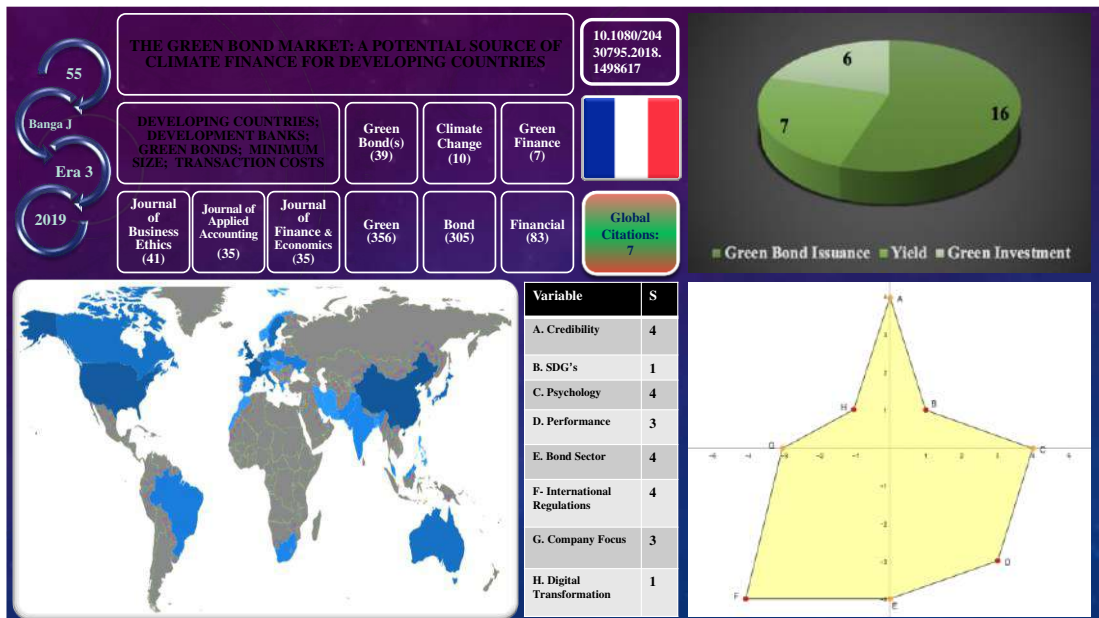 55
Banga J
Era 3
2019
THE GREEN BOND MARKET: A POTENTIAL SOURCE OF
CLIMATE FINANCE FOR DEVELOPING COUNTRIES
10.1080/204
30795.2018.
1498617
DEVELOPING COUNTRIES;
DEVELOPMENT BANKS;
GREEN BONDS; MINIMUM
SIZE; TRANSACTION COSTS
Green
Bond(s)
(39)
Climate
Change
(10)
Green
Finance
(7)
Journal
of
Business
Ethics
(41)
Journal of
Applied
Accounting
(35)
Journal
of
Finance &
Economics
(35)
Green
(356)
Bond
(305)
Financial
(83)
Global
Citations:
7
6
7
16
Green Bond Issuance Yield Green Investment
Variable S
A. Credibility 4
B. SDG's 1
C. Psychology 4
D. Performance 3
E. Bond Sector 4
F- International
Regulations 4
G. Company Focus 3
H. Digital
Transformation 1
A
B
C
D
E
F
G
H